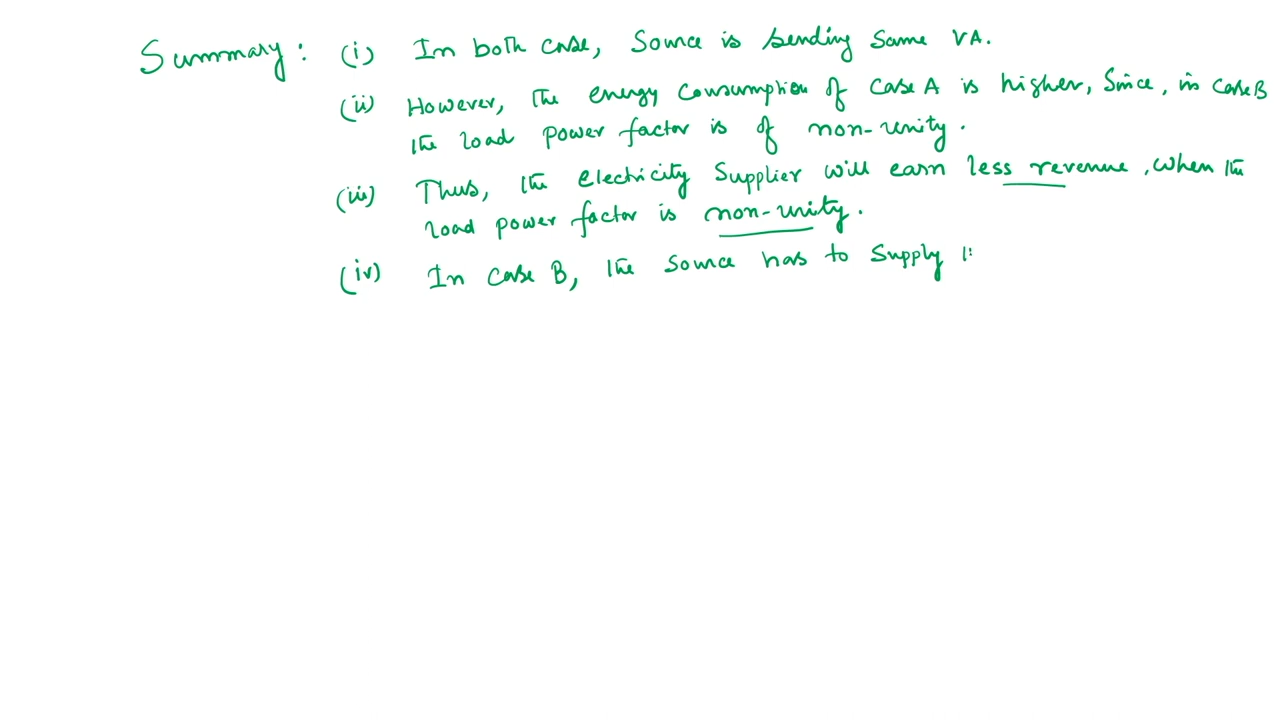 Summary: (i) In both case, Source is sending same VA.
(ii) However, the energy consumption of case A is higher, Since, in case B
the load power factor is of non-unity.
(iii) Thus, the electricity supplier will earn less revenue, when the
load power factor is non-unity.
(iv) In case B, the source has to supply